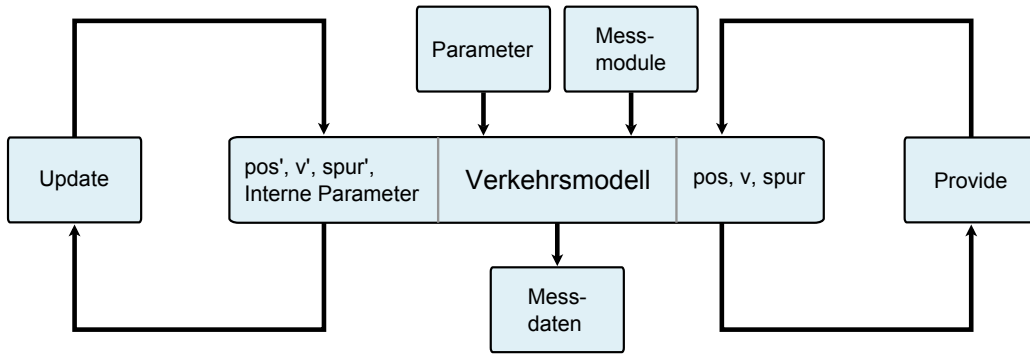 Parameter
Mess-
module
Update
pos', v', spur',
Interne Parameter
Verkehrsmodell
pos, v, spur
Provide
Mess-
daten